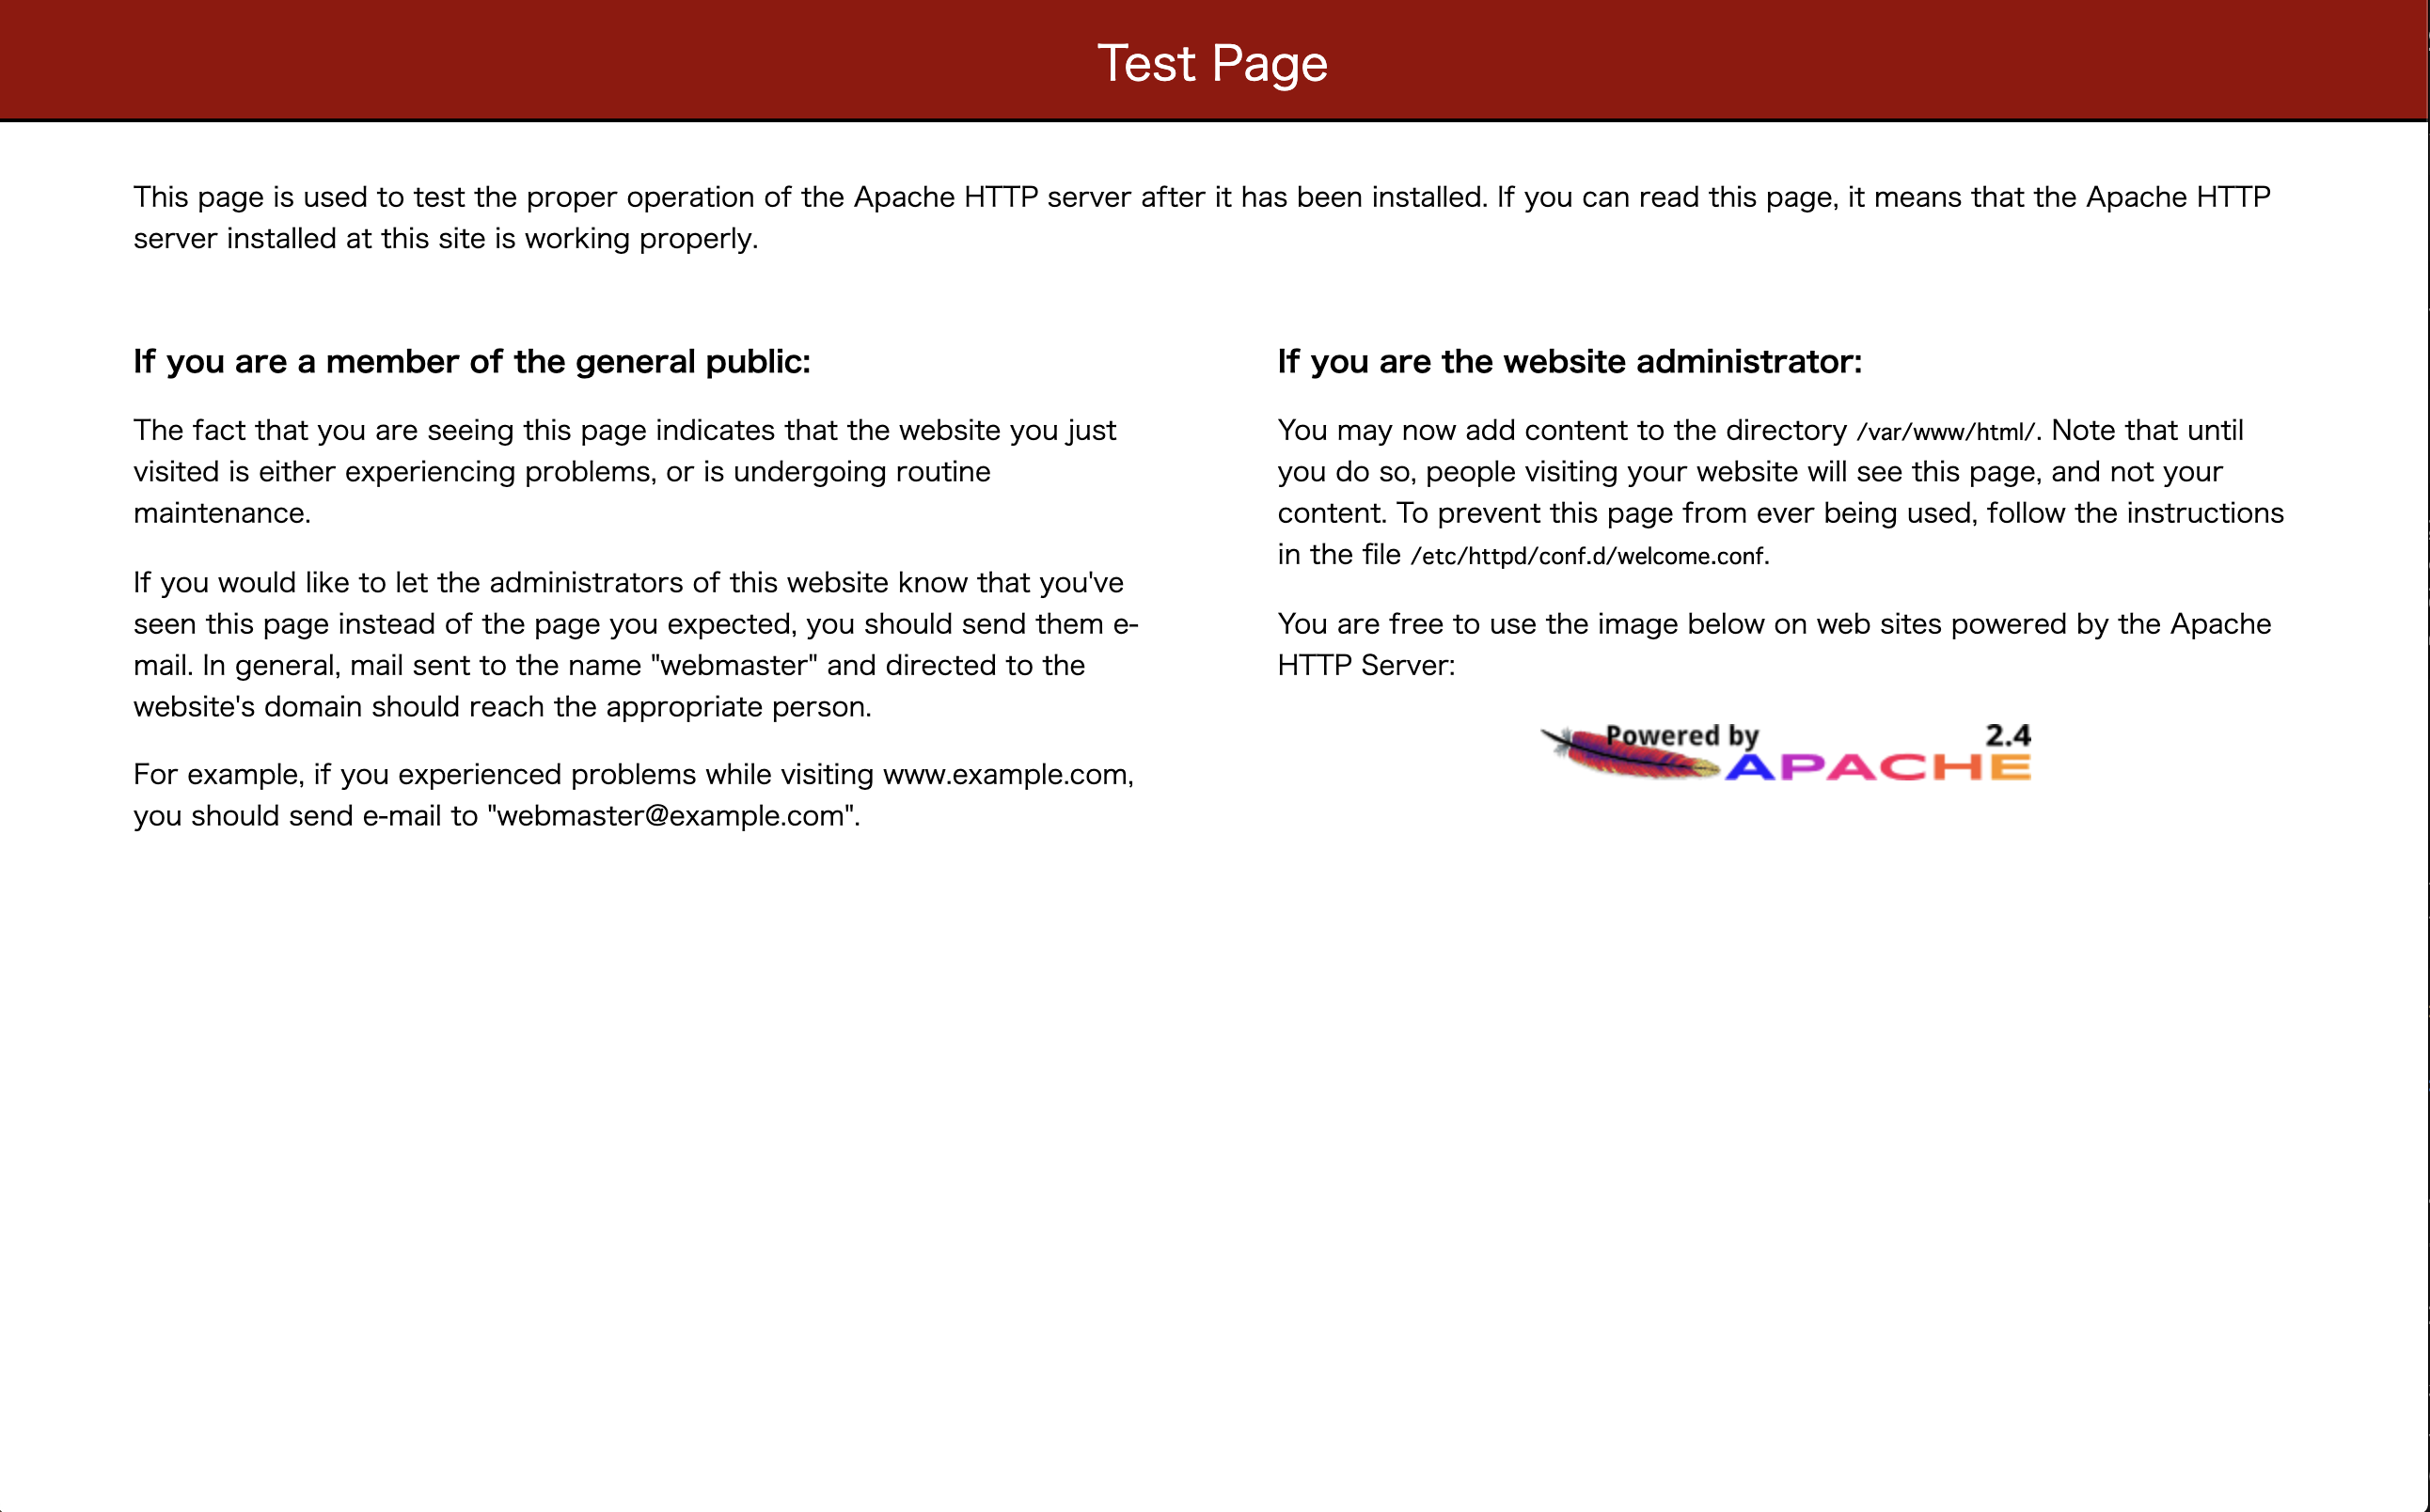 Test Page
This page is used to test the proper operation of the Apache HTTP server after it has been installed. If you can read this page, it means that the Apache HTTP
server installed at this site is working properly.
If you are a member of the general public:
The fact that you are seeing this page indicates that the website you just
visited is either experiencing problems, or is undergoing routine
maintenance.
If you would like to let the administrators of this website know that you've
seen this page instead of the page you expected, you should send them e-
mail. In general, mail sent to the name "webmaster" and directed to the
website's domain should reach the appropriate person.
For example, if you experienced problems while visiting www.example.com,
you should send e-mail to "webmaster@example.com".
If you are the website administrator:
You may now add content to the directory /var/www/html/. Note that until
you do so, people visiting your website will see this page, and not your
content. To prevent this page from ever being used, follow the instructions
in the file /etc/httpd/conf.d/welcome.conf.
You are free to use the image below on web sites powered by the Apache
HTTP Server:
Powered by 2.4
APACHE